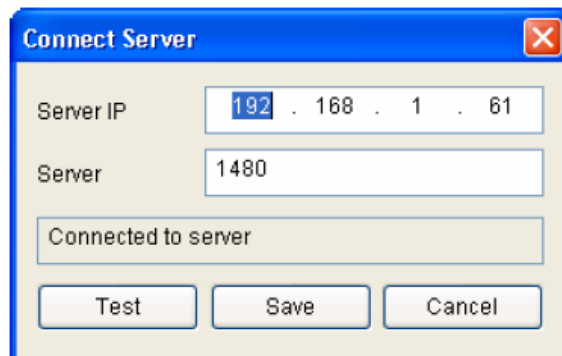 Connect Server
Server IP 192 . 168 . 1 . 61
Server 1480
Connected to server
Test Save Cancel